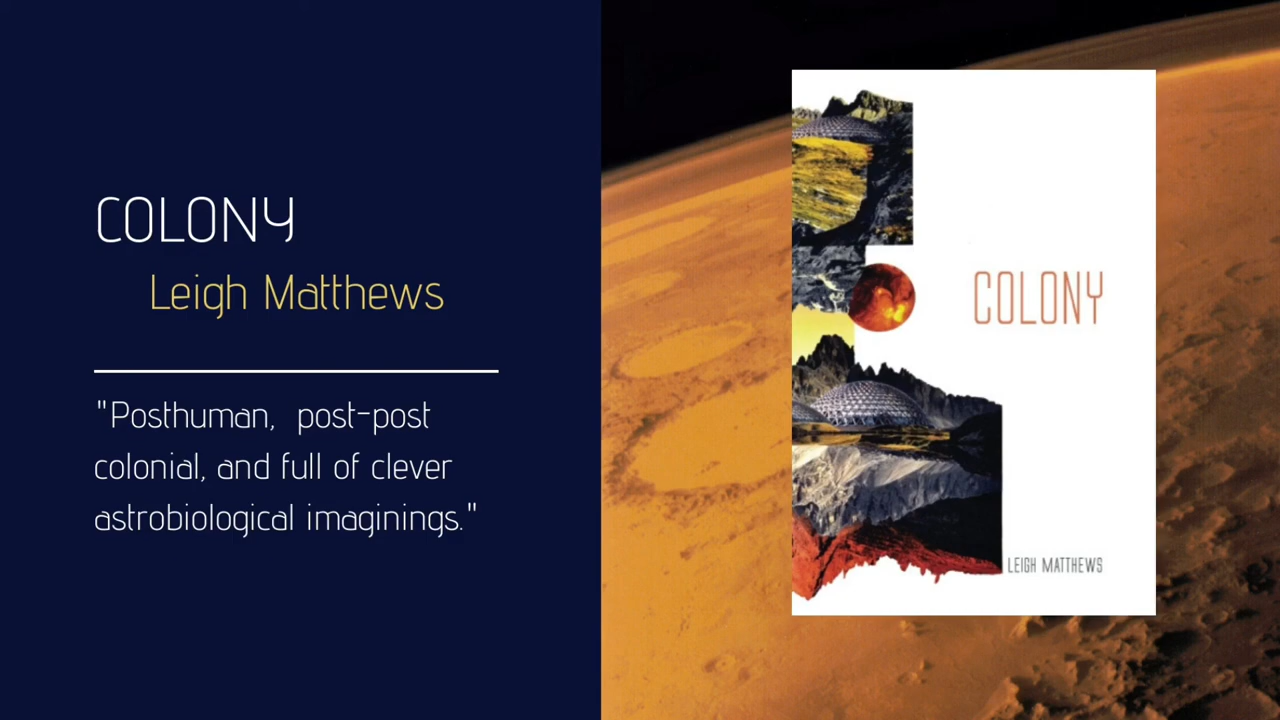 COLONY
Leigh Matthews
"Posthuman, post-post
colonial, and full of clever
astrobiological imaginings."
COLONY
LEIGH MATTHEWS